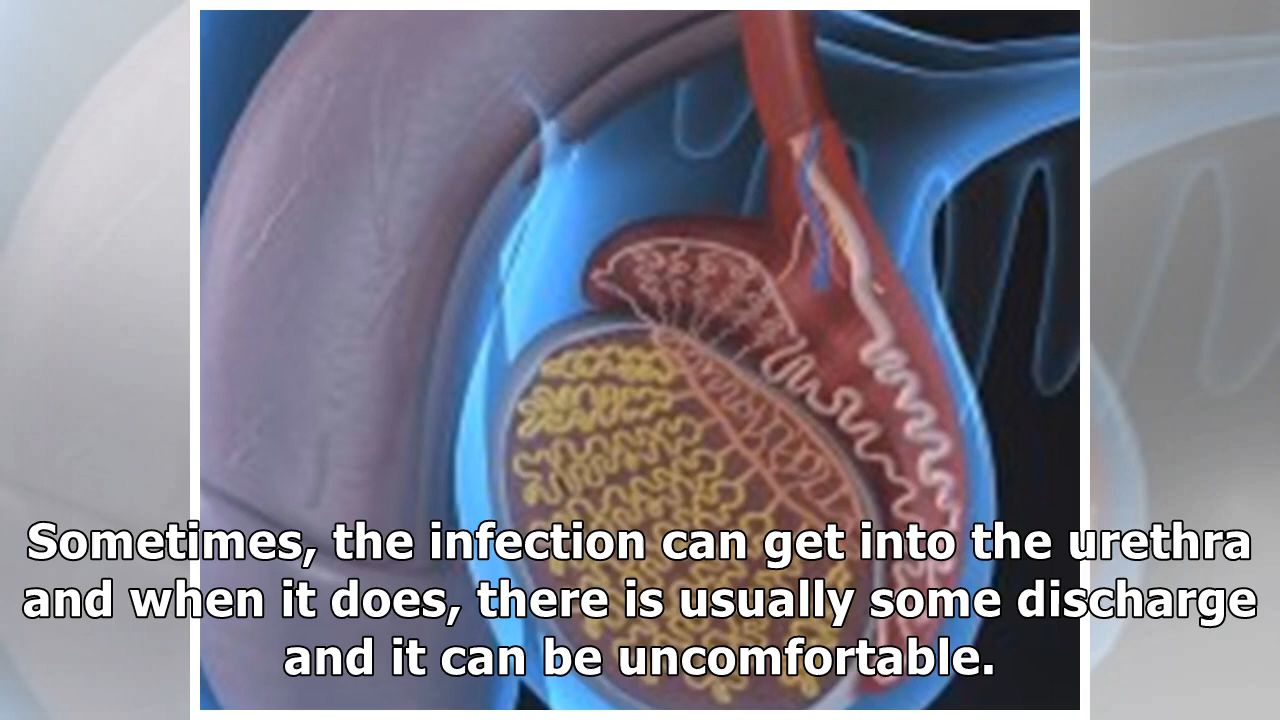 Sometimes, the infection can get into the urethra
and when it does, there is usually some discharge
and it can be uncomfortable.